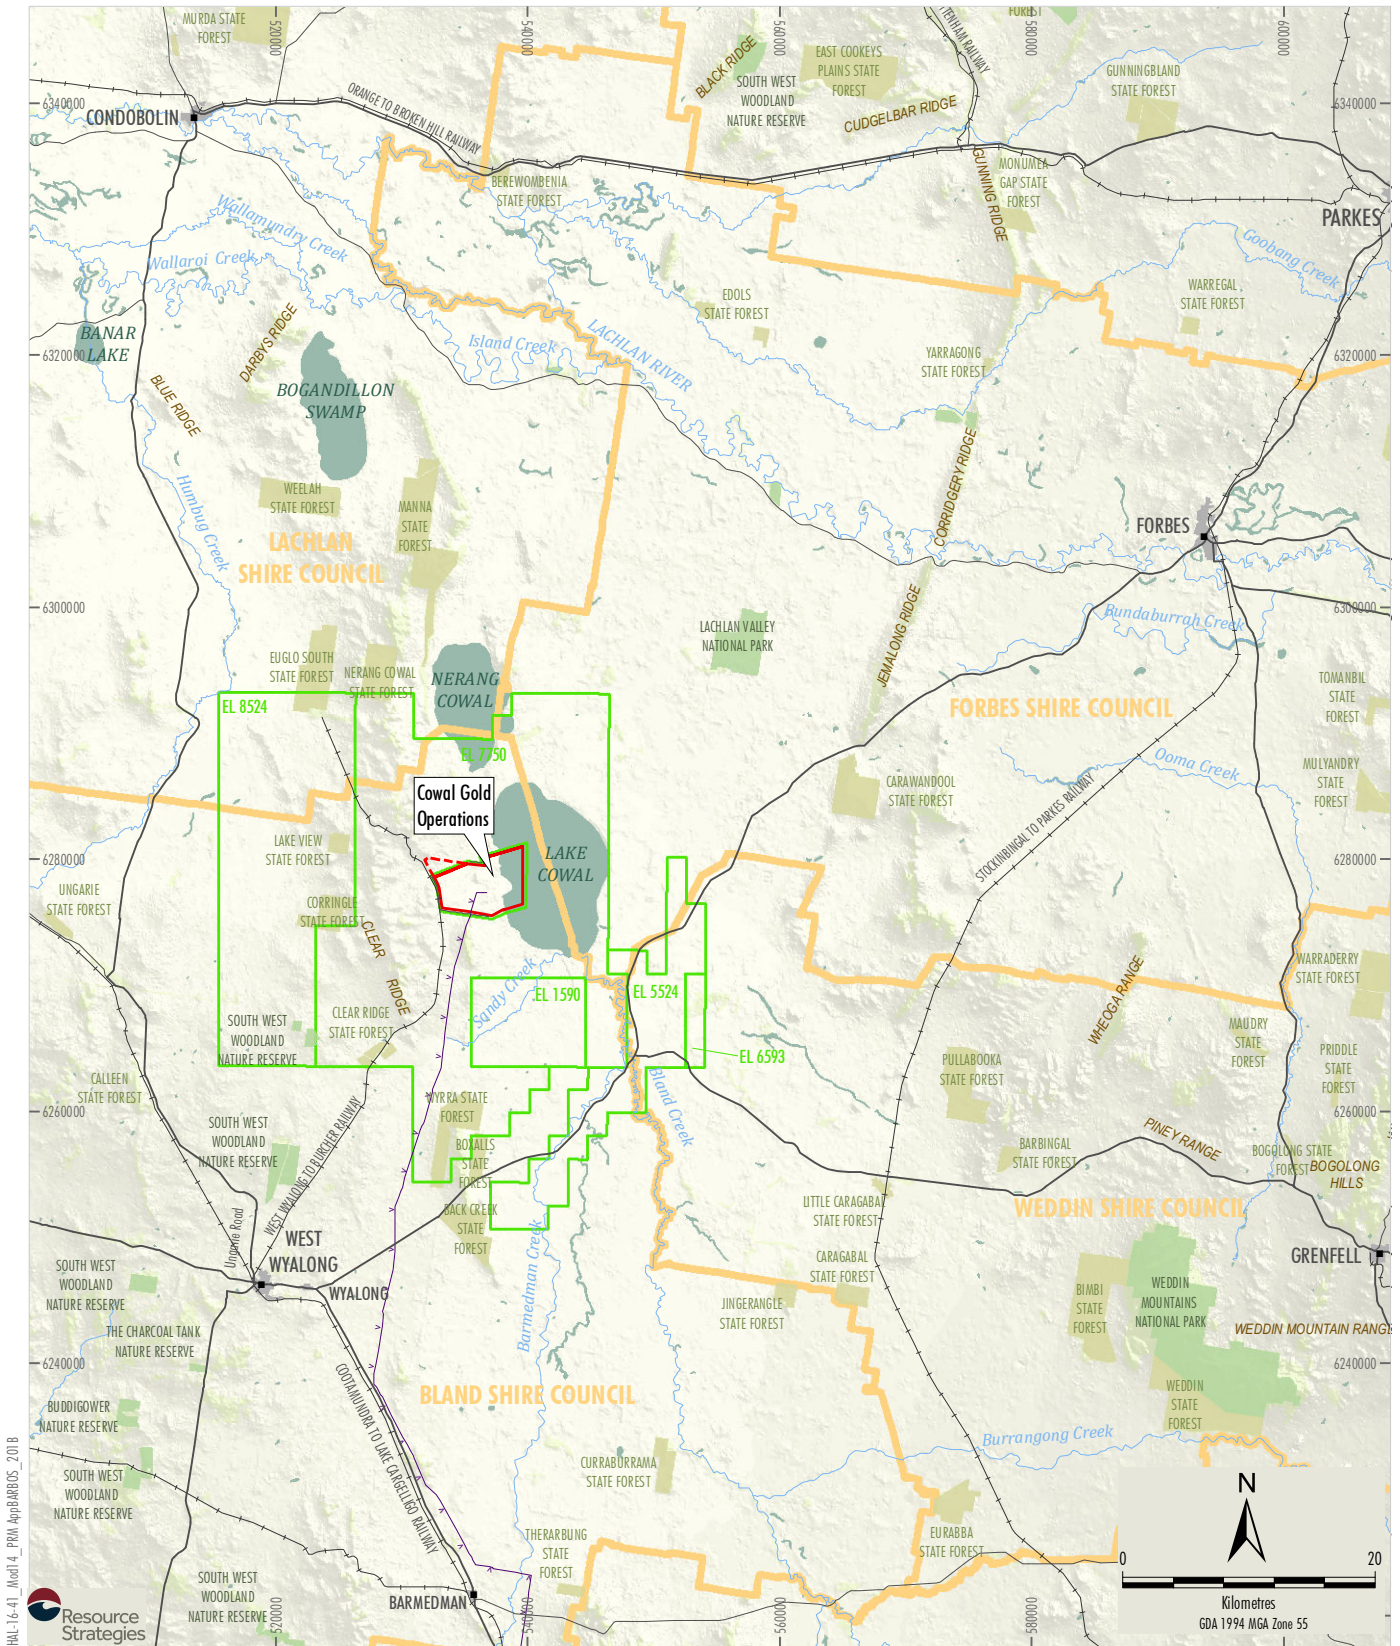 MURDA STATE
FOREST
520000
540000
560000
580000
600000
FOREST
TENHAM RAILWAY
BLACK RIDGE
EAST COOKEYS
PLAINS STATE
FOREST
SOUTH WEST
WOODLAND
NATURE RESERVE
CUDGELBAR RIDGE
GUNNINGBLAND
STATE FOREST
6340000
6340000
CONDOBOLIN
ORANGE TO BROKEN HILL RAILWAY
BEREWOMBENIA
STATE FOREST
GUNNING RIDGE
MONUMEA
GAP STATE
FOREST
PARKES
Wallamundry Creek
Wallaroi Creek
Goobang Creek
EDOLS
STATE FOREST
WARREGAL
STATE FOREST
BANAR
LAKE
6320000
6320000
DARBYS RIDGE
BLUE RIDGE
BOGANDILLON
SWAMP
Island Creek
LACHLAN RIVER
YARRAGONG
STATE FOREST
CORRIDGERY RIDGE
Humbug Creek
WEELAH
STATE FOREST
MANNA
STATE
FOREST
LACHLAN
SHIRE COUNCIL
FORBES
6300000
6300000
Bundaburrah Creek
JEMALONG RIDGE
LACHLAN VALLEY
NATIONAL PARK
EUGLO SOUTH
STATE FOREST
NERANG COWAL
STATE FOREST
NERANG
COWAL
TOMANBIL
STATE
FOREST
EL 8524
FORBES SHIRE COUNCIL
EL 7750
Ooma Creek
Cowal Gold
Operations
CARAWANDOOL
STATE FOREST
MULYANDRY
STATE
FOREST
STOCKINBINGAL TO PARKES RAILWAY
LAKE VIEW
STATE FOREST
LAKE
COWAL
6280000
6280000
UNGARIE
STATE FOREST
CORRINGLE
STATE FOREST
CLEAR
RIDGE
WARRADERRY
STATE FOREST
WHEOGA RANGE
Sandy Creek
EL 1590
EL 5524
CLEAR RIDGE
STATE FOREST
SOUTH WEST
WOODLAND
NATURE RESERVE
MAUDRY
STATE
FOREST
EL 6593
PULLABOOKA
STATE FOREST
PRIDDLE
STATE
FOREST
CALLEEN
STATE FOREST
WYRRA STATE
FOREST
Bland Creek
6260000
6260000
SOUTH WEST
WOODLAND
NATURE RESERVE
WEST WYALONG TO BURCHER RAILWAY
BOXALLS
STATE
FOREST
PINEY RANGE
BARBINGAL
STATE FOREST
BOGOLONG STATE
FOREST
BOGOLONG
HILLS
LITTLE CARAGABAL
STATE FOREST
WEDDIN SHIRE COUNCIL
Ungarie Road
BACK CREEK
STATE
FOREST
WEST
WYALONG
GRENFELL
CARAGABAL
STATE FOREST
SOUTH WEST
WOODLAND
NATURE RESERVE
WYALONG
Barmedman Creek
JINGERANGLE
STATE FOREST
BIMBI
STATE
FOREST
WEDDIN
MOUNTAINS
NATIONAL PARK
THE CHARCOAL TANK
NATURE RESERVE
WEDDIN MOUNTAIN RANGE
6240000
6240000
COOTAMUNDRA TO LAKE CARGELLIGO RAILWAY
BLAND SHIRE COUNCIL
WEDDIN
STATE
FOREST
BUDDIGOWER
NATURE RESERVE
Burrangong Creek
CURRABURRAMA
STATE FOREST
SOUTH WEST
WOODLAND
NATURE RESERVE
THERARBUNG
STATE
FOREST
EURABBA
STATE FOREST
SOUTH WEST
WOODLAND
NATURE RESERVE
BARMEDMAN
520000
540000
560000
580000
N
0
20
Kilometres
GDA 1994 MGA Zone 55
Resource
Strategies
HAL-16-41_Mod14_PRM AppBARBOS_201B